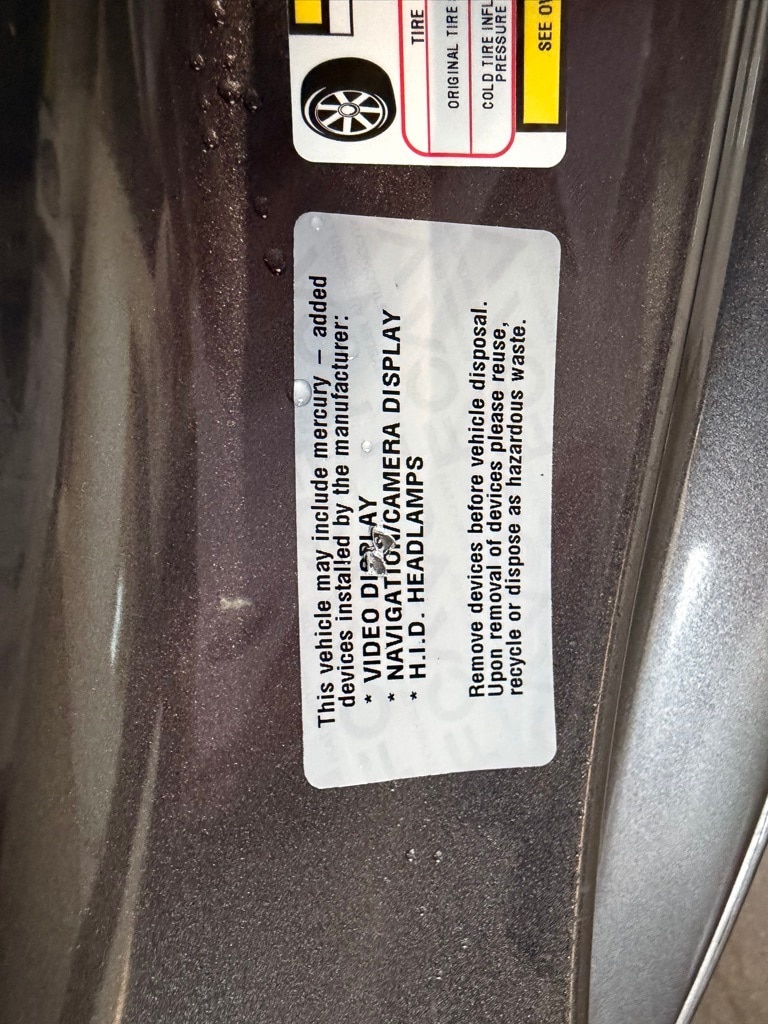 TIRE
ORIGINAL TIRE
COLD TIRE
PRESSURE
SEE
This vehicle may include mercury – added
devices installed by the manufacturer:
* VIDEO DISPLAY
* NAVIGATION/CAMERA DISPLAY
* H.I.D. HEADLAMPS
Remove devices before vehicle disposal.
Upon removal of devices please reuse,
recycle or dispose as hazardous waste.